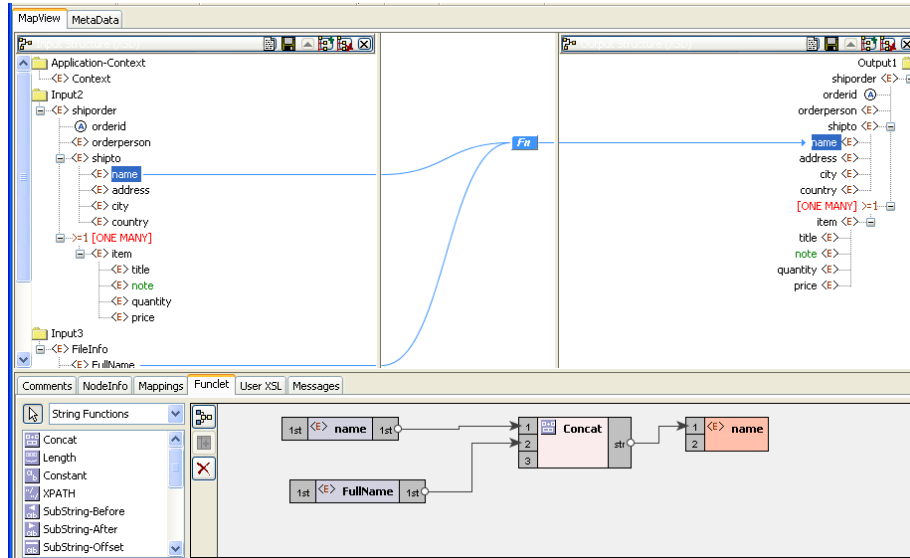 MapView MetaData
Application-Context
<E> Context
Input2
<E> shiporder
A orderid
<E> orderperson
<E> shipto
<E> name
<E> address
<E> city
<E> country
>=1 [ONE MANY]
<E> item
<E> title
<E> note
<E> quantity
<E> price
Input3
<E> FileInfo
<E> FullName
Fn
Output1
shiporder <E>
orderid A
orderperson <E>
shipto <E>
name <E>
address <E>
city <E>
country <E>
[ONE MANY] >=1
item <E>
title <E>
note <E>
quantity <E>
price <E>
Comments NodeInfo Mappings Funclet User XSL Messages
String Functions
Concat
Length
Constant
XPATH
SubString-Before
SubString-After
SubString-Offset
1st <E> name 1st
1st <E> FullName 1st
1 Concat
2 str
3
1 <E> name
2